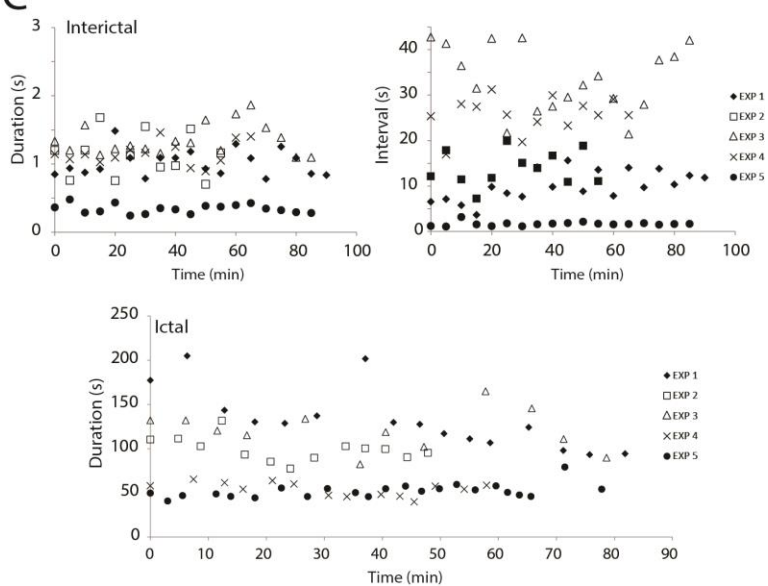 C
Interictal
Duration (s)
3
2
1
0
0 20 40 60 80 100
Time (min)
Interval (s)
40
30
20
10
0
0 20 40 60 80 100
Time (min)
EXP 1
EXP 2
EXP 3
EXP 4
EXP 5
Ictal
Duration (s)
250
200
150
100
50
0
0 10 20 30 40 50 60 70 80 90
Time (min)
EXP 1
EXP 2
EXP 3
EXP 4
EXP 5